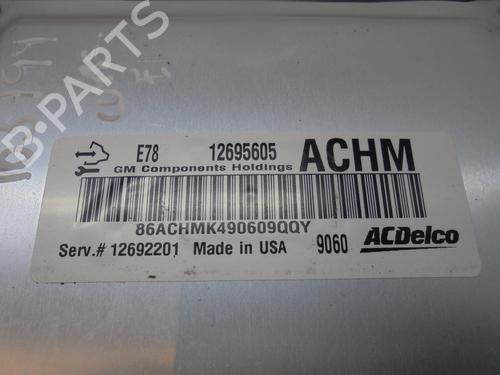 B-PARTS
E78 12695605 ACHM
GM Components Holdings
86ACHMK490609QQY
Serv.# 12692201 Made in USA 9060 ACDelco